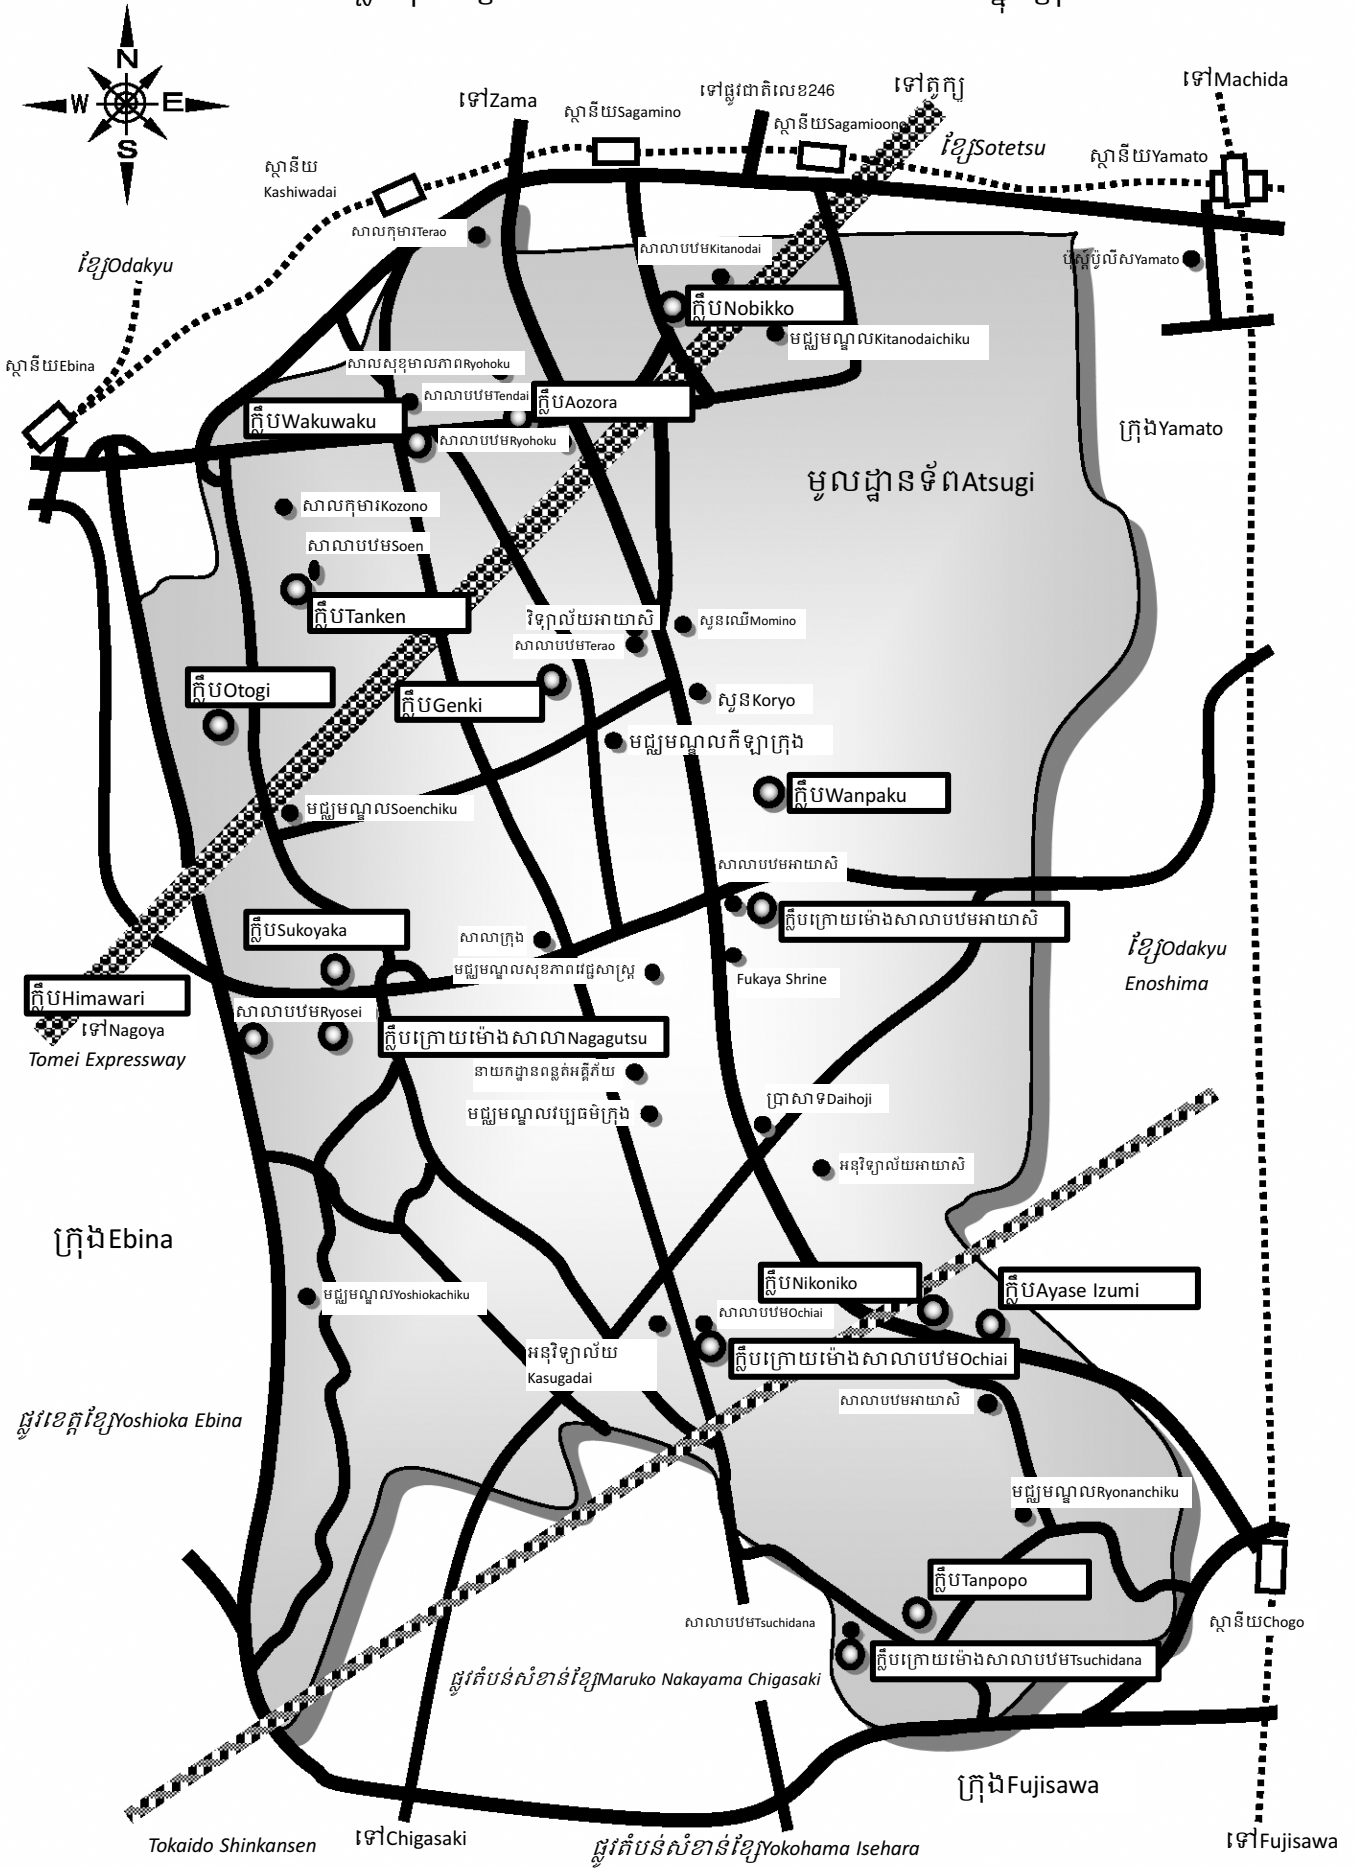 N
W
E
S
ទៅZama
ស្ថានីយSagamino
ទៅផ្លូវជាតិលេខ246
ស្ថានីយSagamioono
ទៅតូក្យូ
ខ្សែSotetsu
ទៅMachida
ស្ថានីយYamato
ស្ថានីយ
Kashiwadai
សាលកុមារTerao
សាលាបឋមKitanodai
ប៉ុស្ត៍ប៉ូលីសYamato
ខ្សែOdakyu
ក្លឹបNobikko
មជ្ឈមណ្ឌលKitanodaichiku
ស្ថានីយEbina
សាលសុខុមាលភាពRyohoku
សាលាបឋមTendai
ក្លឹបAozora
ក្លឹបWakuwaku
សាលាបឋមRyohoku
ក្រុងYamato
មូលដ្ឋានទ័ពAtsugi
សាលកុមារKozono
សាលាបឋមSoen
ក្លឹបTanken
វិទ្យាល័យអាយាសិ
សួនឈើMomino
សាលាបឋមTerao
ក្លឹបOtogi
ក្លឹបGenki
សួនKoryo
មជ្ឈមណ្ឌលកីឡាក្រុង
ក្លឹបWanpaku
មជ្ឈមណ្ឌលSoenchiku
សាលាបឋមអាយាសិ
ក្លឹបក្រោយម៉ោងសាលាបឋមអាយាសិ
ក្លឹបSukoyaka
សាលាក្រុង
មជ្ឈមណ្ឌលសុខភាពវេជ្ជសាស្ត្រ
Fukaya Shrine
ខ្សែOdakyu
Enoshima
ក្លឹបHimawari
សាលាបឋមRyosei
ទៅNagoya
ក្លឹបក្រោយម៉ោងសាលាNagagutsu
Tomei Expressway
នាយកដ្ឋានពន្លត់អគ្គីភ័យ
មជ្ឈមណ្ឌលវប្បធម៌ក្រុង
ប្រាសាទDaihoji
អនុវិទ្យាល័យអាយាសិ
ក្រុងEbina
ក្លឹបNikoniko
ក្លឹបAyase Izumi
មជ្ឈមណ្ឌលYoshiokachiku
សាលាបឋមOchiai
អនុវិទ្យាល័យ
Kasugadai
ក្លឹបក្រោយម៉ោងសាលាបឋមOchiai
សាលាបឋមអាយាសិ
ផ្លូវខេត្តខ្សែYoshioka Ebina
មជ្ឈមណ្ឌលRyonanchiku
ក្លឹបTanpopo
សាលាបឋមTsuchidana
ស្ថានីយChogo
ក្លឹបក្រោយម៉ោងសាលាបឋមTsuchidana
ផ្លូវតំបន់សំខាន់ខ្សែMaruko Nakayama Chigasaki
ក្រុងFujisawa
Tokaido Shinkansen
ទៅChigasaki
ផ្លូវតំបន់សំខាន់ខ្សែYokohama Isehara
ទៅFujisawa